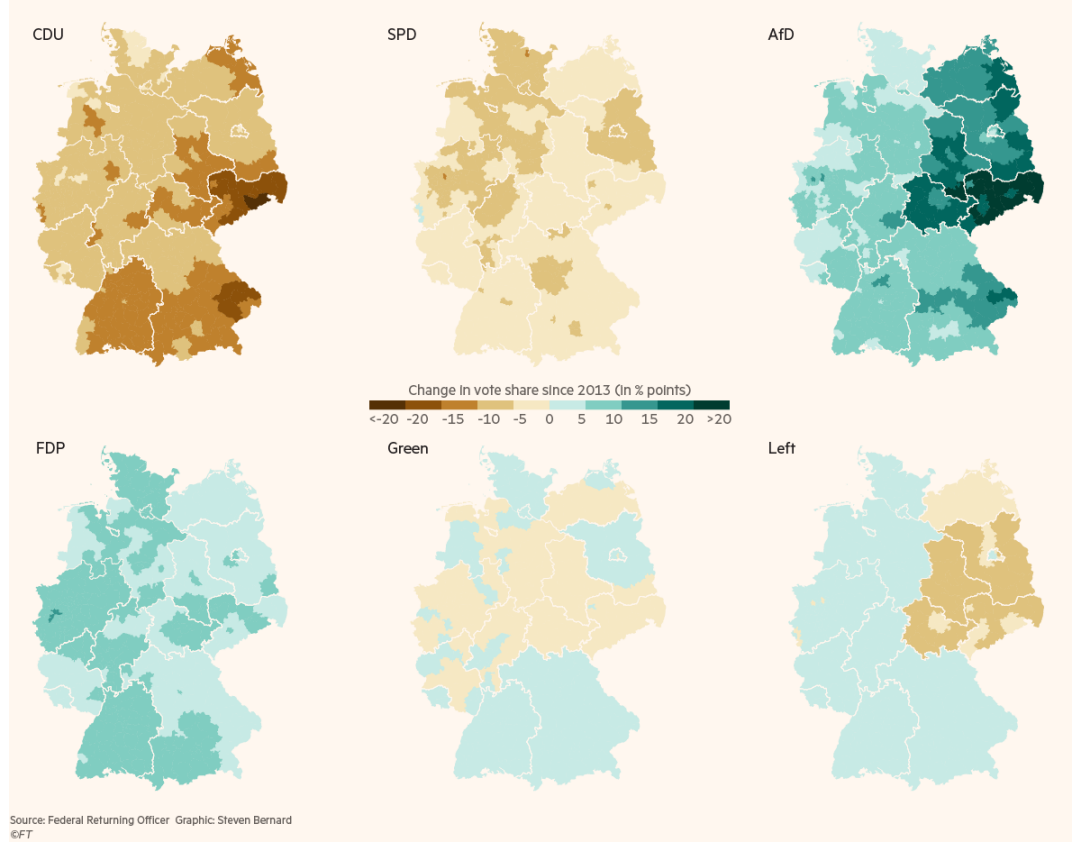 CDU
SPD
AfD
Change in vote share since 2013 (in % points)
<-20 -20 -15 -10 -5 0 5 10 15 20 >20
FDP
Green
Left
Source: Federal Returning Officer Graphic: Steven Bernard
©FT